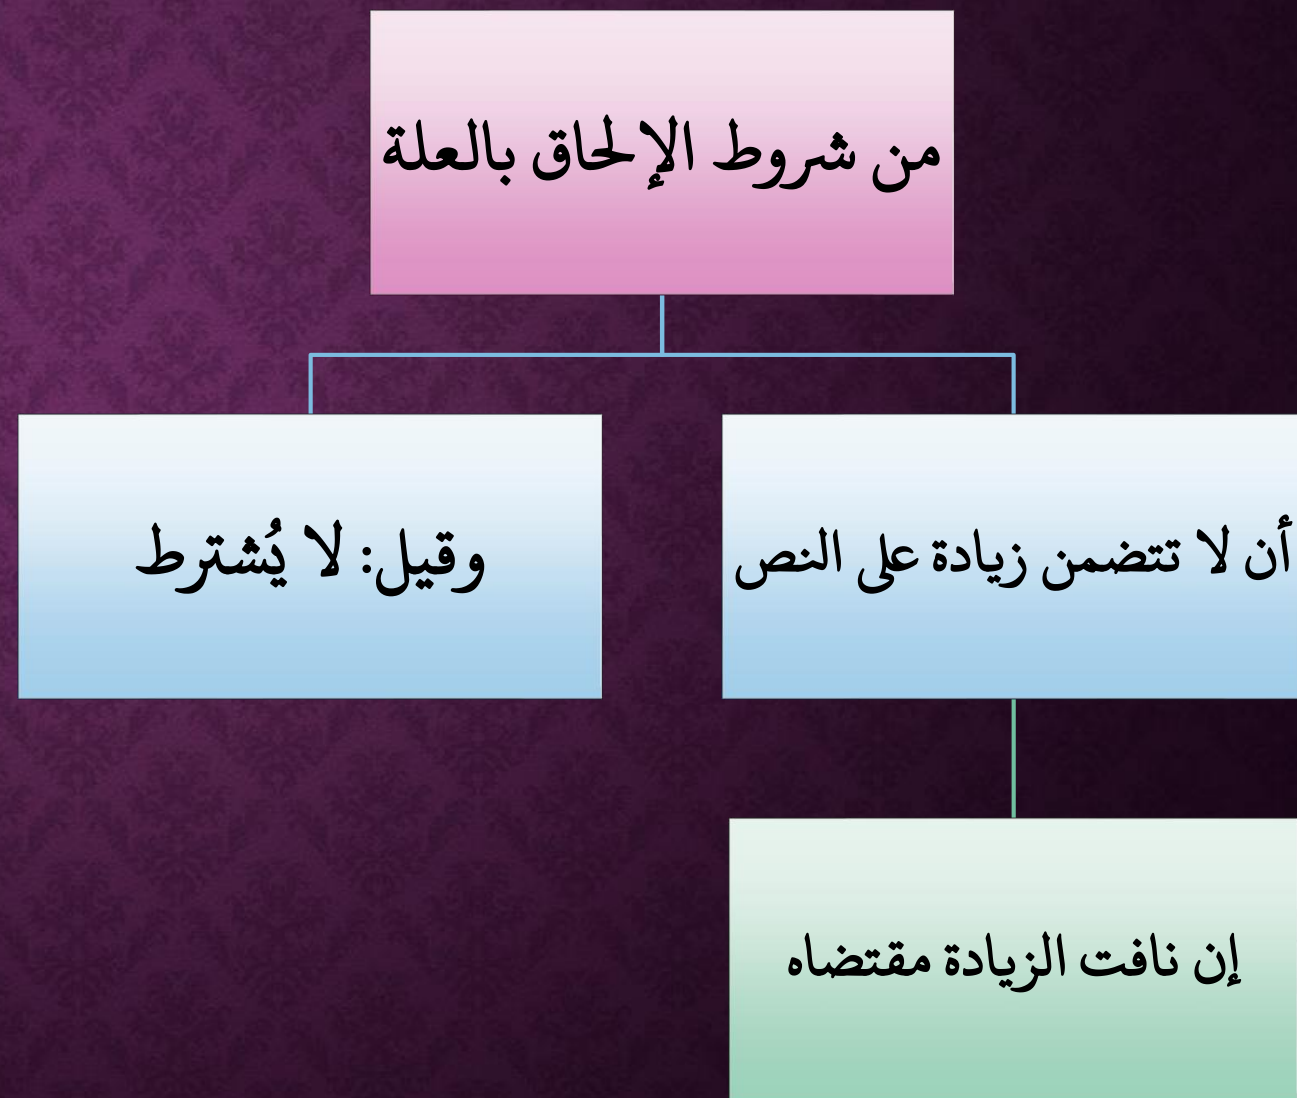 من شروط الإلحاق بالعلة
أن لا تتضمن زيادة على النص
وقيل: لا يُشترط
إن نافت الزيادة مقتضاه